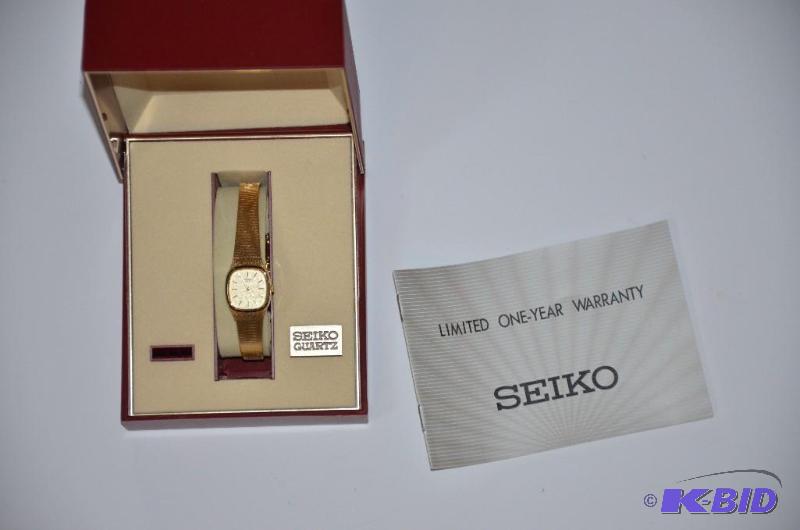 SEIKO
QUARTZ
LIMITED ONE-YEAR WARRANTY
SEIKO
© K-BID